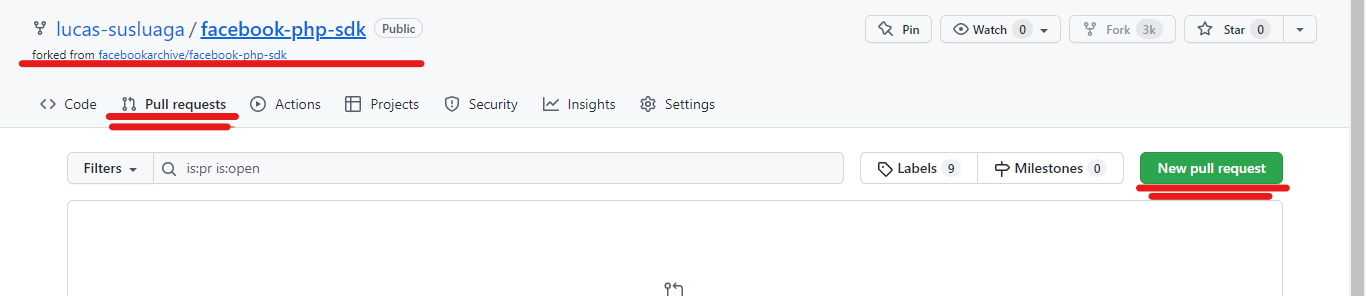 lucas-susluaga / facebook-php-sdk Public Pin Watch 0 Fork 3k Star 0
forked from facebookarchive/facebook-php-sdk
Code Pull requests Actions Projects Security Insights Settings
Filters is:pr is:open Labels 9 Milestones 0 New pull request